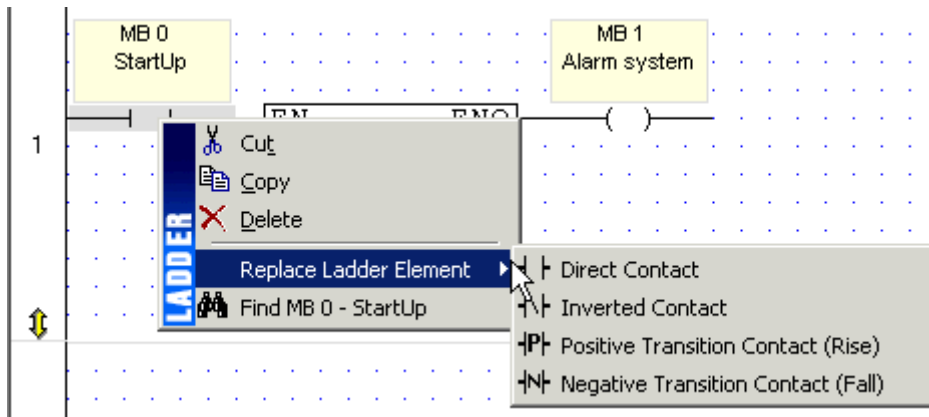 MB 0
StartUp
MB 1
Alarm system
EN ENO
1
LADDER
Cut
Copy
Delete
Replace Ladder Element
Find MB 0 - StartUp
Direct Contact
Inverted Contact
P Positive Transition Contact (Rise)
N Negative Transition Contact (Fall)